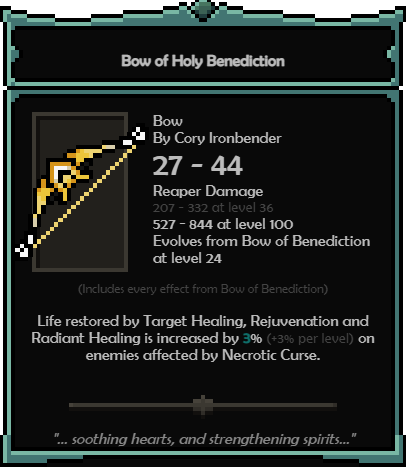 Bow of Holy Benediction
Bow
By Cory Ironbender
27 - 44
Reaper Damage
207 - 332 at level 36
527 - 844 at level 100
Evolves from Bow of Benediction
at level 24
(Includes every effect from Bow of Benediction)
Life restored by Target Healing, Rejuvenation and
Radiant Healing is increased by 3% (+3% per level) on
enemies affected by Necrotic Curse.
"... soothing hearts, and strengthening spirits..."